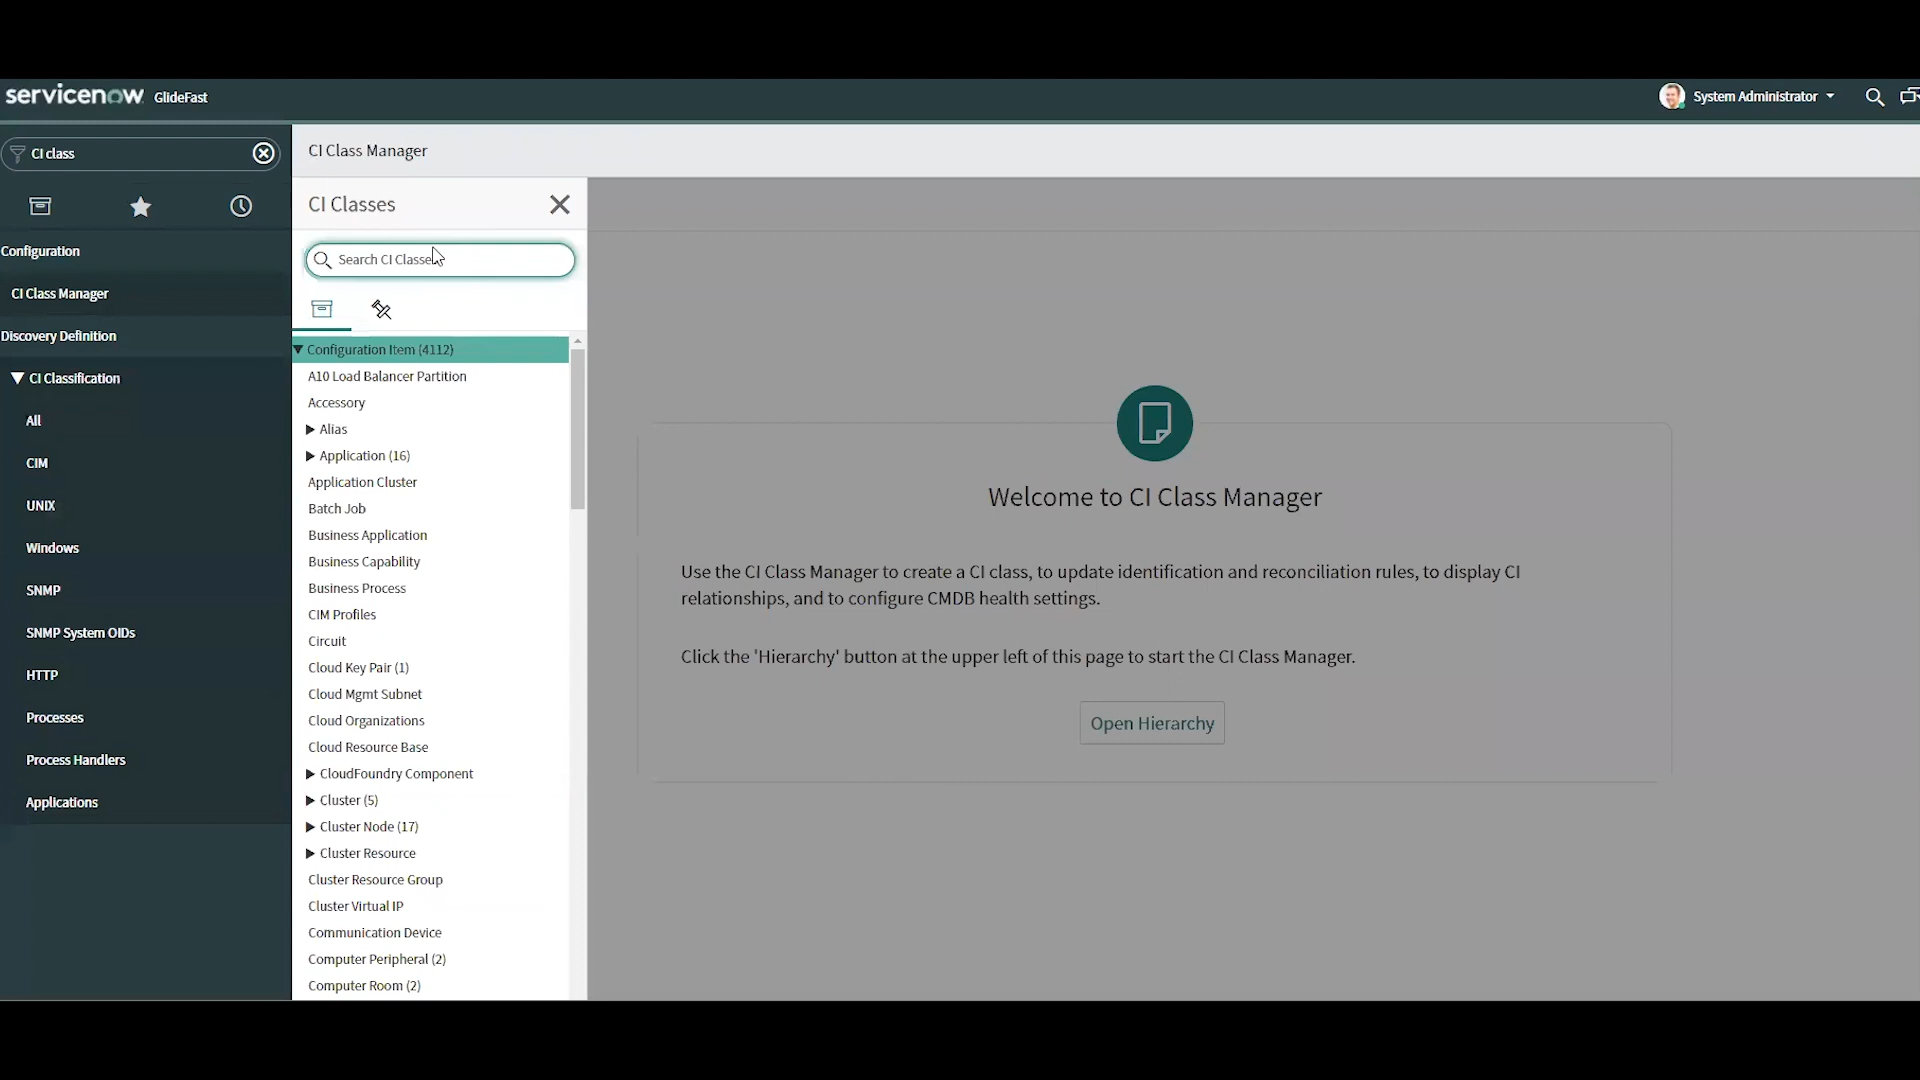 servicenow GlideFast
System Administrator
CI class
Configuration
CI Class Manager
Discovery Definition
CI Classification
All
CIM
UNIX
Windows
SNMP
SNMP System OIDs
HTTP
Processes
Process Handlers
Applications
CI Class Manager
CI Classes
Search CI Classes
Configuration Item (4112)
A10 Load Balancer Partition
Accessory
Alias
Application (16)
Application Cluster
Batch Job
Business Application
Business Capability
Business Process
CIM Profiles
Circuit
Cloud Key Pair (1)
Cloud Mgmt Subnet
Cloud Organizations
Cloud Resource Base
CloudFoundry Component
Cluster (5)
Cluster Node (17)
Cluster Resource
Cluster Resource Group
Cluster Virtual IP
Communication Device
Computer Peripheral (2)
Computer Room (2)
Welcome to CI Class Manager
Use the CI Class Manager to create a CI class, to update identification and reconciliation rules, to display CI
relationships, and to configure CMDB health settings.
Click the 'Hierarchy' button at the upper left of this page to start the CI Class Manager.
Open Hierarchy